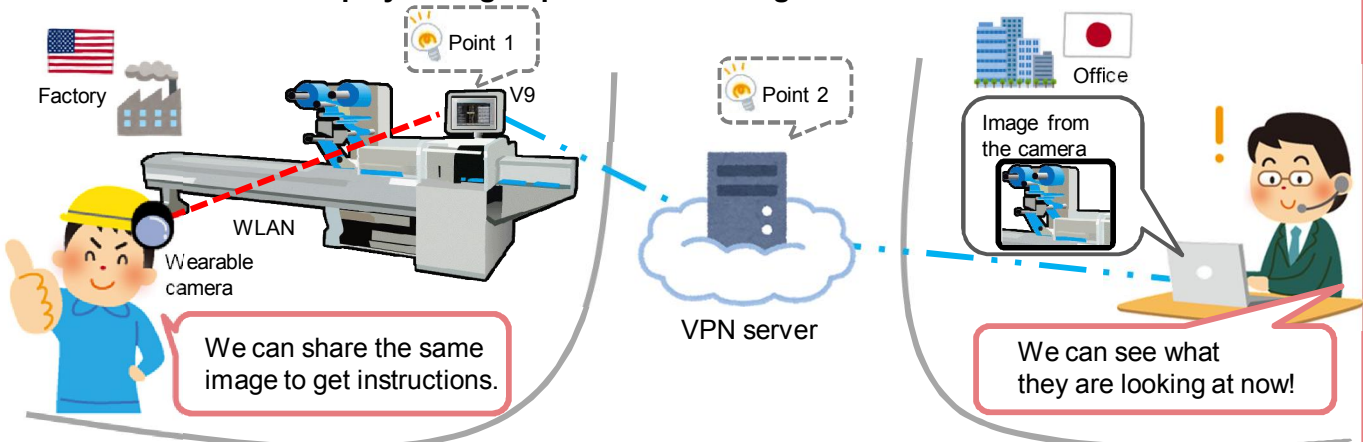 Point 1
Factory
V9
Point 2
Office
Image from
the camera
WLAN
Wearable
camera
VPN server
We can share the same
image to get instructions.
We can see what
they are looking at now!